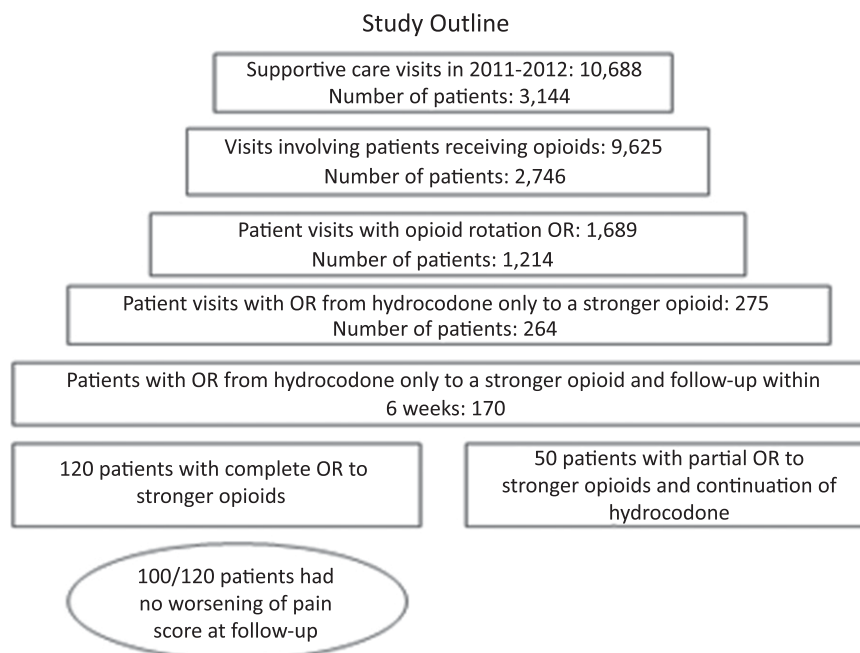 Study Outline
Supportive care visits in 2011-2012: 10,688
Number of patients: 3,144
Visits involving patients receiving opioids: 9,625
Number of patients: 2,746
Patient visits with opioid rotation OR: 1,689
Number of patients: 1,214
Patient visits with OR from hydrocodone only to a stronger opioid: 275
Number of patients: 264
Patients with OR from hydrocodone only to a stronger opioid and follow-up within
6 weeks: 170
120 patients with complete OR to
stronger opioids
50 patients with partial OR to
stronger opioids and continuation of
hydrocodone
100/120 patients had
no worsening of pain
score at follow-up